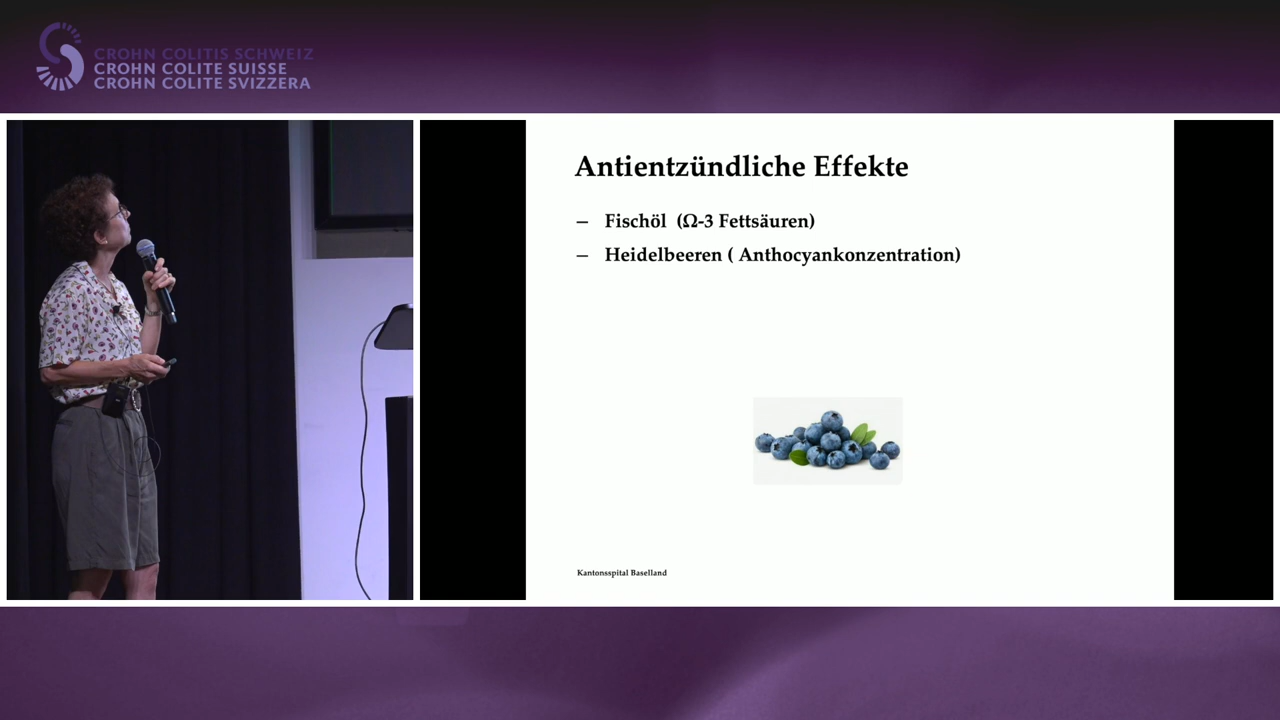 CROHN COLITIS SCHWEIZ
CROHN COLITE SUISSE
CROHN COLITE SVIZZERA
Antientzündliche Effekte
– Fischöl (Ω-3 Fettsäuren)
– Heidelbeeren ( Anthocyankonzentration)
Kantonsspital Baselland